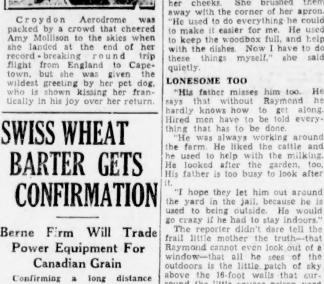 Croydon Aerodrome was
packed by a crowd that cheered
Amy Mollison to the skies when
she landed at the end of her
record-breaking round trip
flight from England to Cape-
town, but she was given the
wildest greeting by her pet dog,
who is shown kissing her fran-
tically in his joy over her return.
SWISS WHEAT
BARTER GETS
CONFIRMATION
Berne Firm Will Trade
Power Equipment For
Canadian Grain
Confirming a long distance
her cheeks. She brushed them
away with the corner of her apron.
"He used to do everything he could
to make it easier for me. He used
to keep the woodbox full, and help
with the dishes. Now I have to do
these things myself," she said
quietly.
LONESOME TOO
"His father misses him too. He
says that without Raymond he
hardly knows how to get along.
Hired men have to be told every-
thing that has to be done.
"He was always working around
the farm. He liked the cattle and
he used to help with the milking.
He looked after the garden, too.
His father is too busy to look after
it.
"I hope they let him out around
the yard in the jail, because he is
used to being outside. He would
go crazy if he had to stay indoors."
The reporter didn't dare tell the
frail little mother the truth—that
Raymond cannot even look out of a
window—that all he sees of the
outdoors is the little patch of sky
above the 16-foot walls that sur-